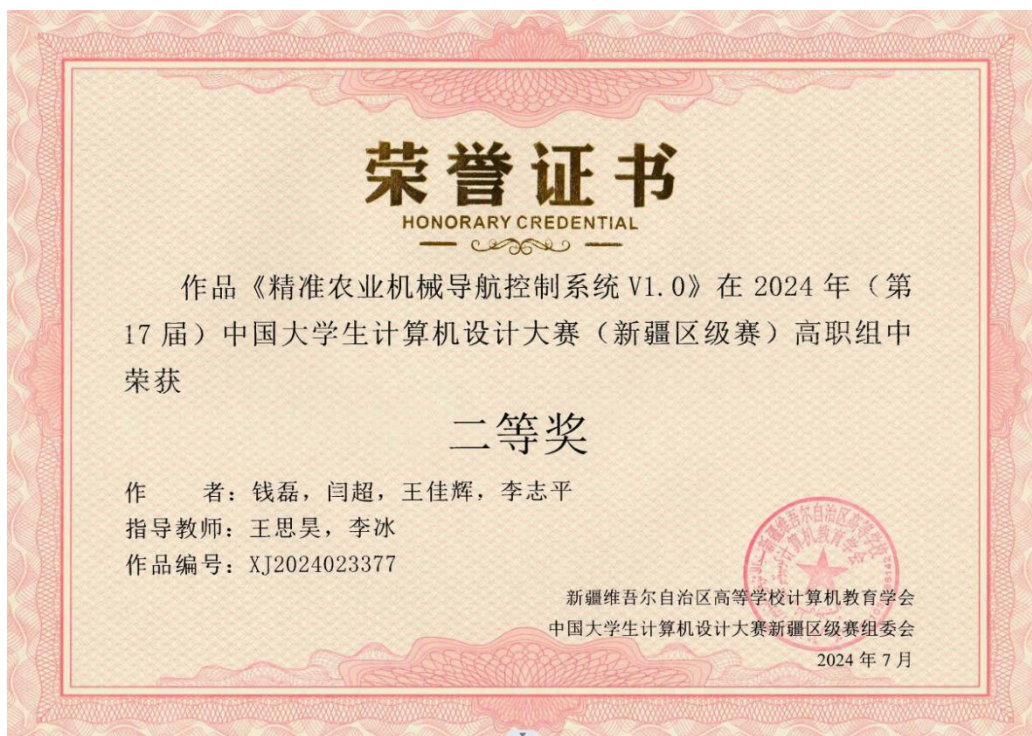 荣誉证书
HONORARY CREDENTIAL
作品《精准农业机械导航控制系统 V1.0》在 2024 年（第
17 届）中国大学生计算机设计大赛（新疆区级赛）高职组中
荣获
二等奖
作 者：钱磊，闫超，王佳辉，李志平
指导教师：王思昊，李冰
作品编号：XJ2024023377
新疆维吾尔自治区高等学校计算机教育学会
中国大学生计算机设计大赛新疆区级赛组委会
2024 年 7 月